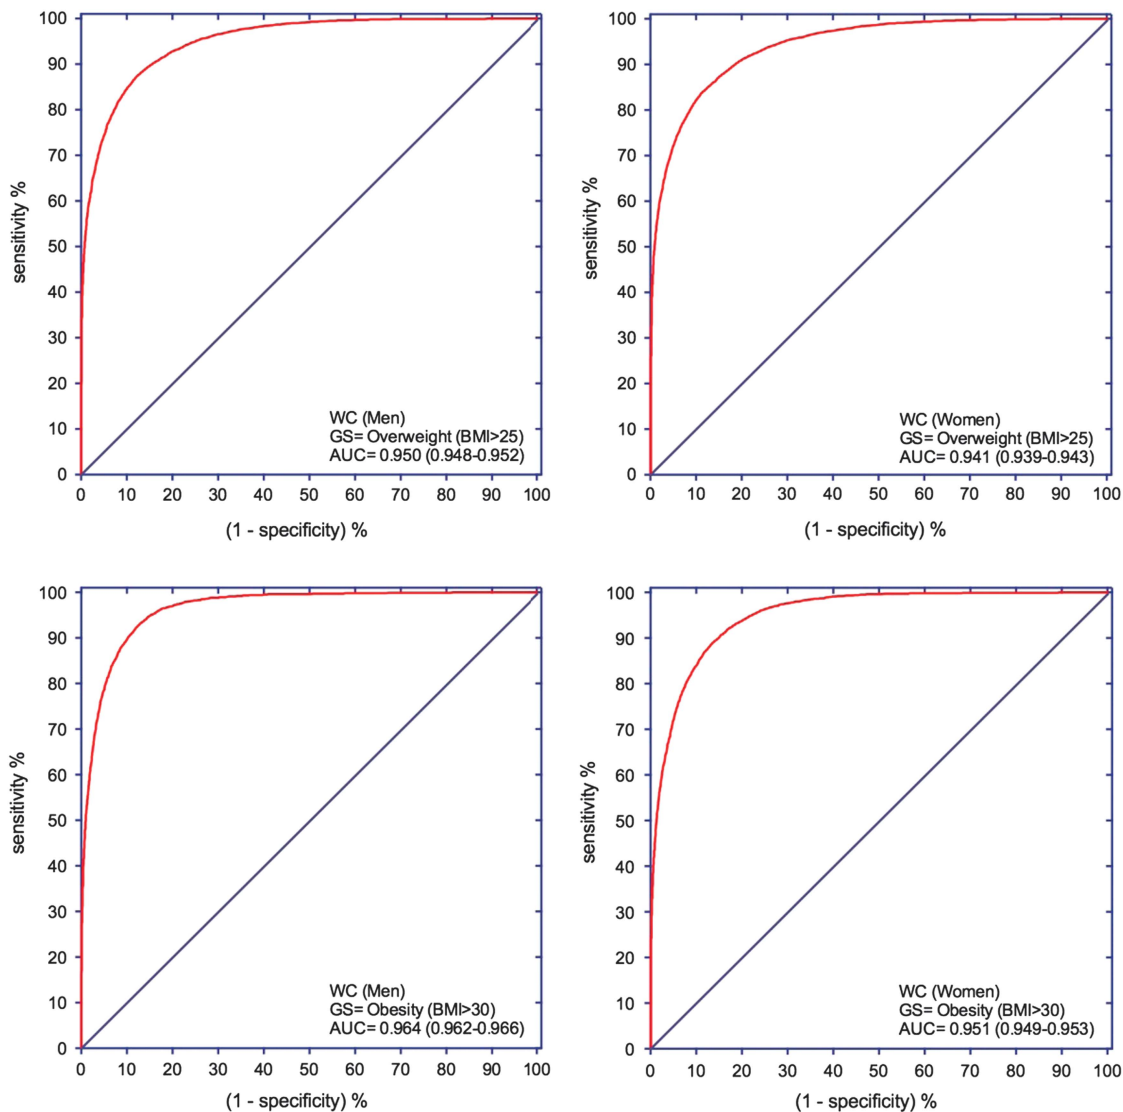 100
90
80
70
60
50
40
30
20
10
0
sensitivity %
WC (Men)
GS= Overweight (BMI>25)
AUC= 0.950 (0.948-0.952)
0 10 20 30 40 50 60 70 80 90 100
(1 - specificity) %
100
90
80
70
60
50
40
30
20
10
0
sensitivity %
WC (Women)
GS= Overweight (BMI>25)
AUC= 0.941 (0.939-0.943)
0 10 20 30 40 50 60 70 80 90 100
(1 - specificity) %
100
90
80
70
60
50
40
30
20
10
0
sensitivity %
WC (Men)
GS= Obesity (BMI>30)
AUC= 0.964 (0.962-0.966)
0 10 20 30 40 50 60 70 80 90 100
(1 - specificity) %
100
90
80
70
60
50
40
30
20
10
0
sensitivity %
WC (Women)
GS= Obesity (BMI>30)
AUC= 0.951 (0.949-0.953)
0 10 20 30 40 50 60 70 80 90 100
(1 - specificity) %